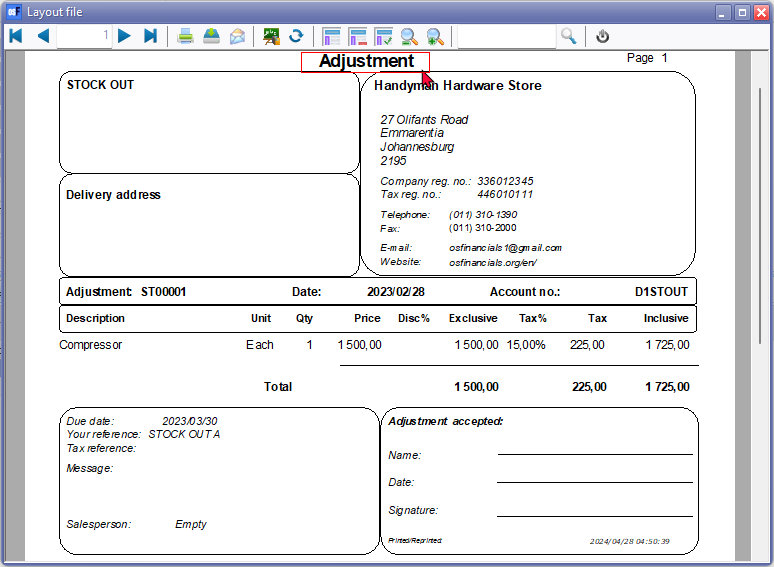 Layout file
1
Adjustment
Page 1
STOCK OUT
Handyman Hardware Store
27 Olifants Road
Emmarentia
Johannesburg
2195
Company reg. no.: 336012345
Tax reg. no.: 446010111
Delivery address
Telephone: (011) 310-1390
Fax: (011) 310-2000
E-mail: osfinancials1@gmail.com
Website: osfinancials.org/en/
Adjustment: ST00001 Date: 2023/02/28 Account no.: D1STOUT
Description Unit Qty Price Disc% Exclusive Tax% Tax Inclusive
Compressor Each 1 1 500,00 1 500,00 15,00% 225,00 1 725,00
Total 1 500,00 225,00 1 725,00
Due date: 2023/03/30
Your reference: STOCK OUT A
Tax reference:
Message:
Salesperson: Empty
Adjustment accepted:
Name:
Date:
Signature:
Printed/Reprinted: 2024/04/28 04:50:39